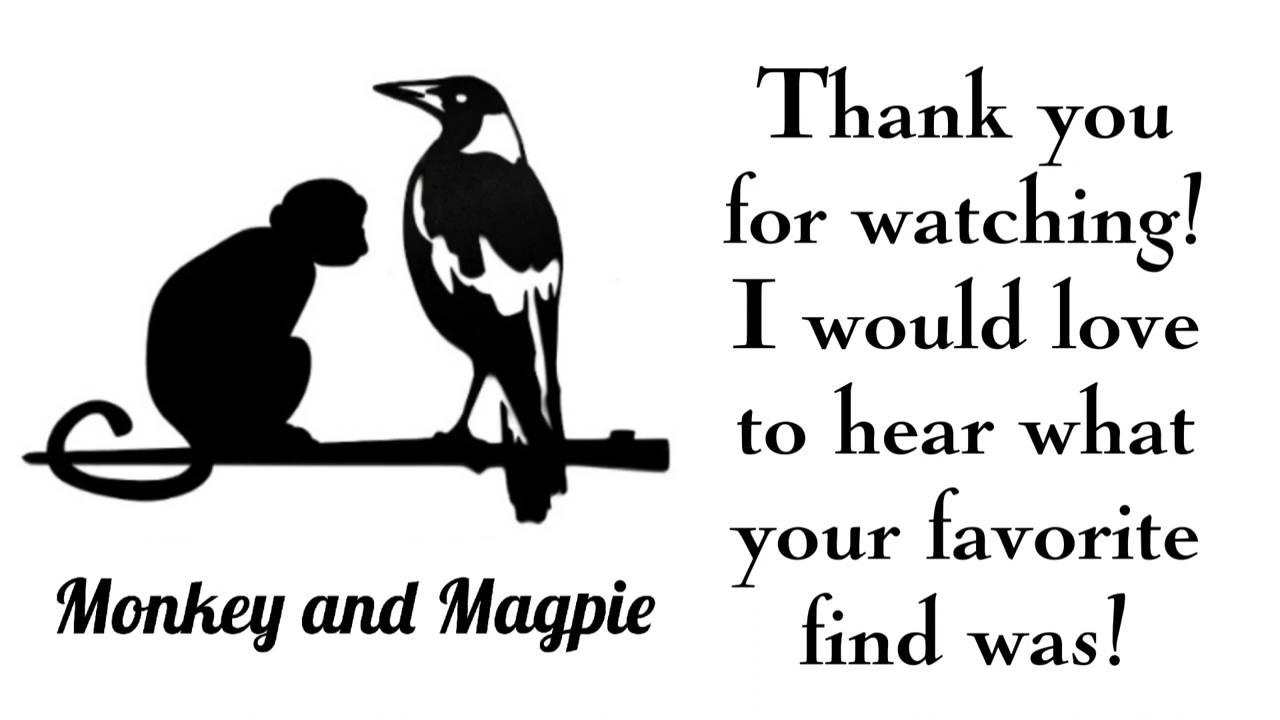 Monkey and Magpie
Thank you
for watching!
I would love
to hear what
your favorite
find was!